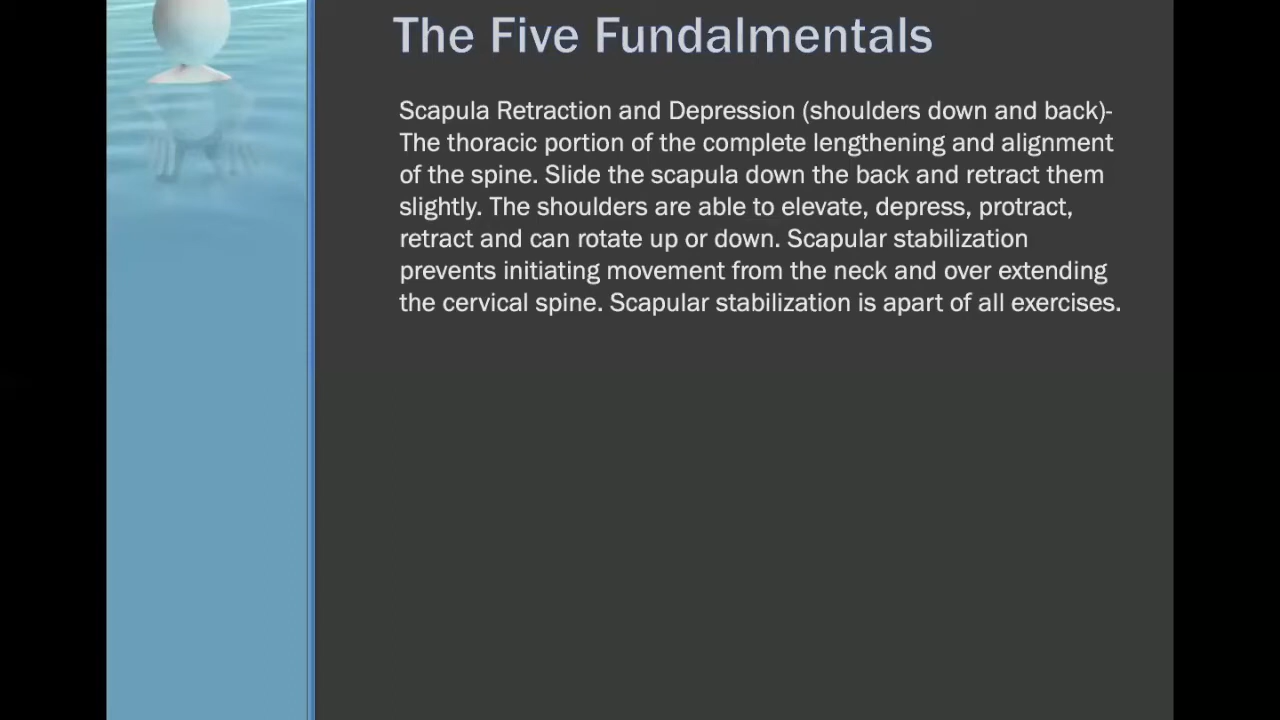 The Five Fundalmentals
Scapula Retraction and Depression (shoulders down and back)-
The thoracic portion of the complete lengthening and alignment
of the spine. Slide the scapula down the back and retract them
slightly. The shoulders are able to elevate, depress, protract,
retract and can rotate up or down. Scapular stabilization
prevents initiating movement from the neck and over extending
the cervical spine. Scapular stabilization is apart of all exercises.